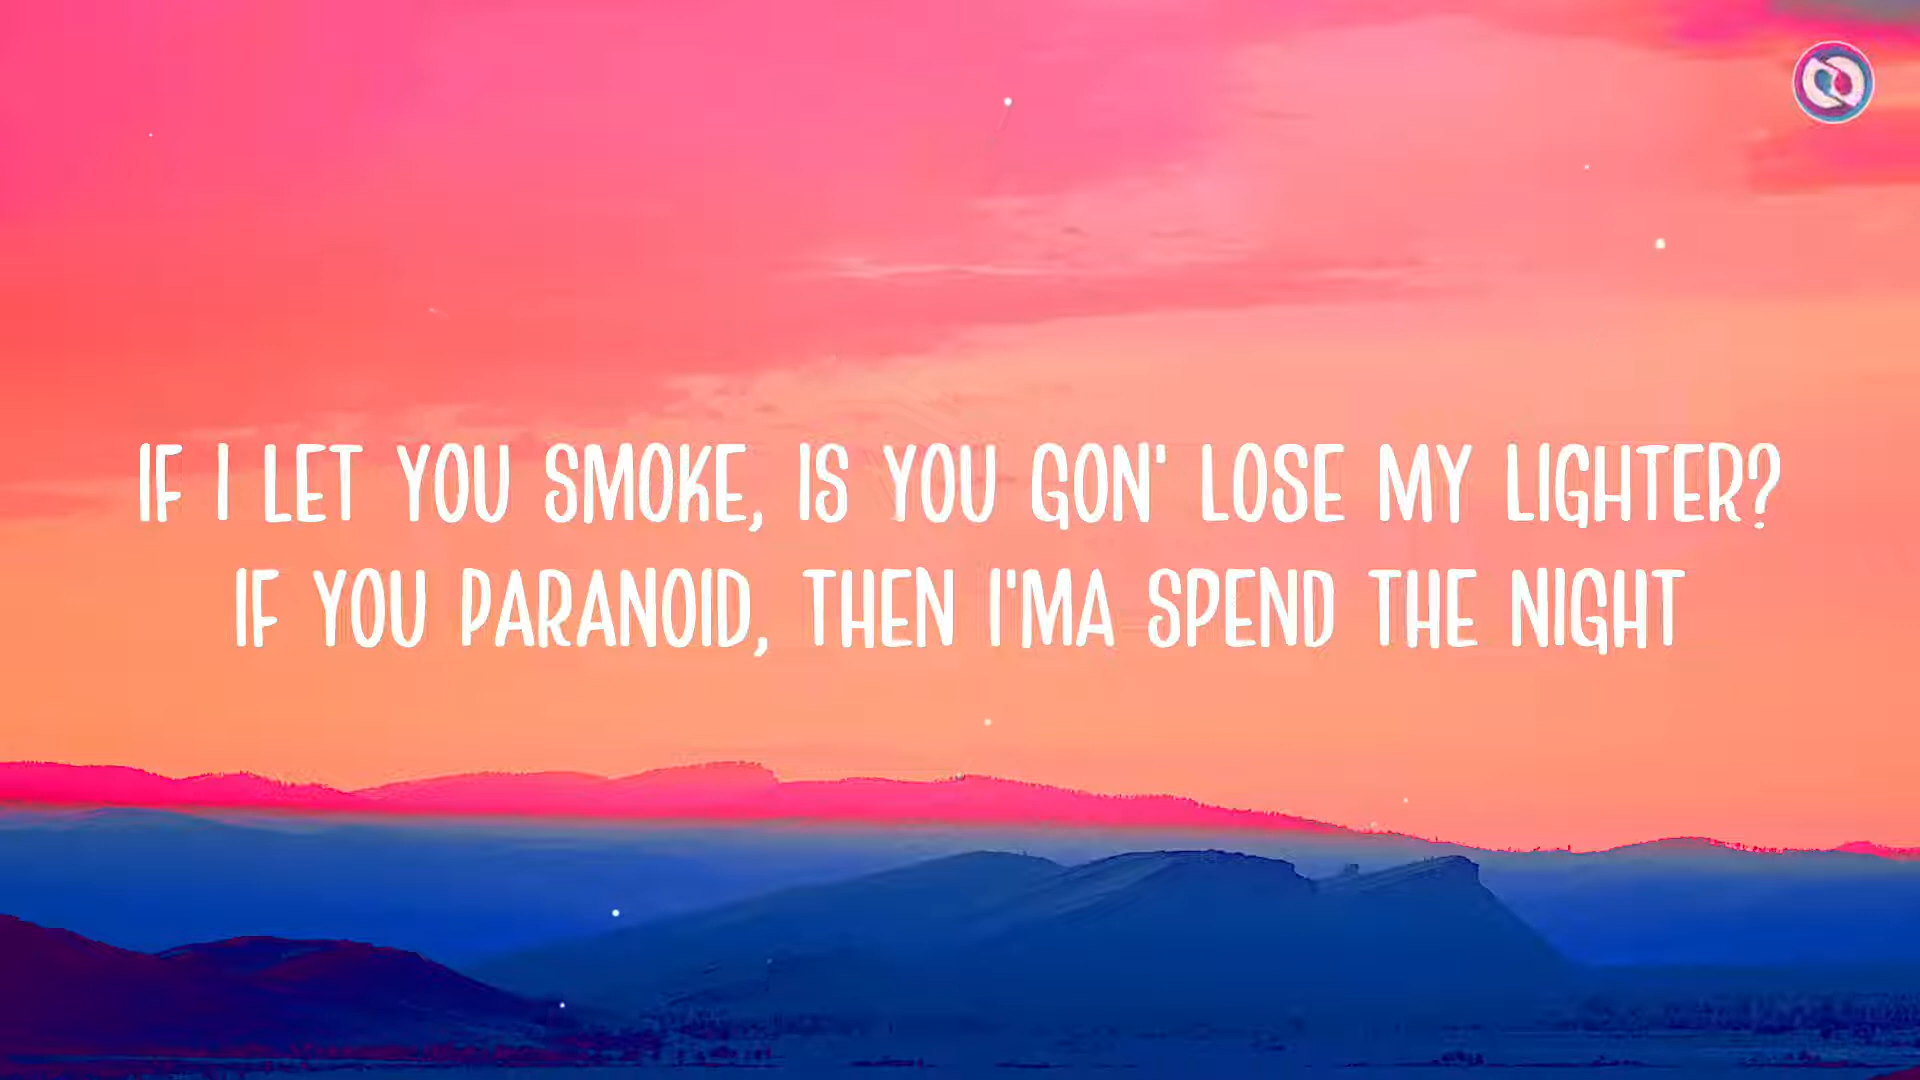 IF I LET YOU SMOKE, IS YOU GON' LOSE MY LIGHTER?
IF YOU PARANOID, THEN I'MA SPEND THE NIGHT